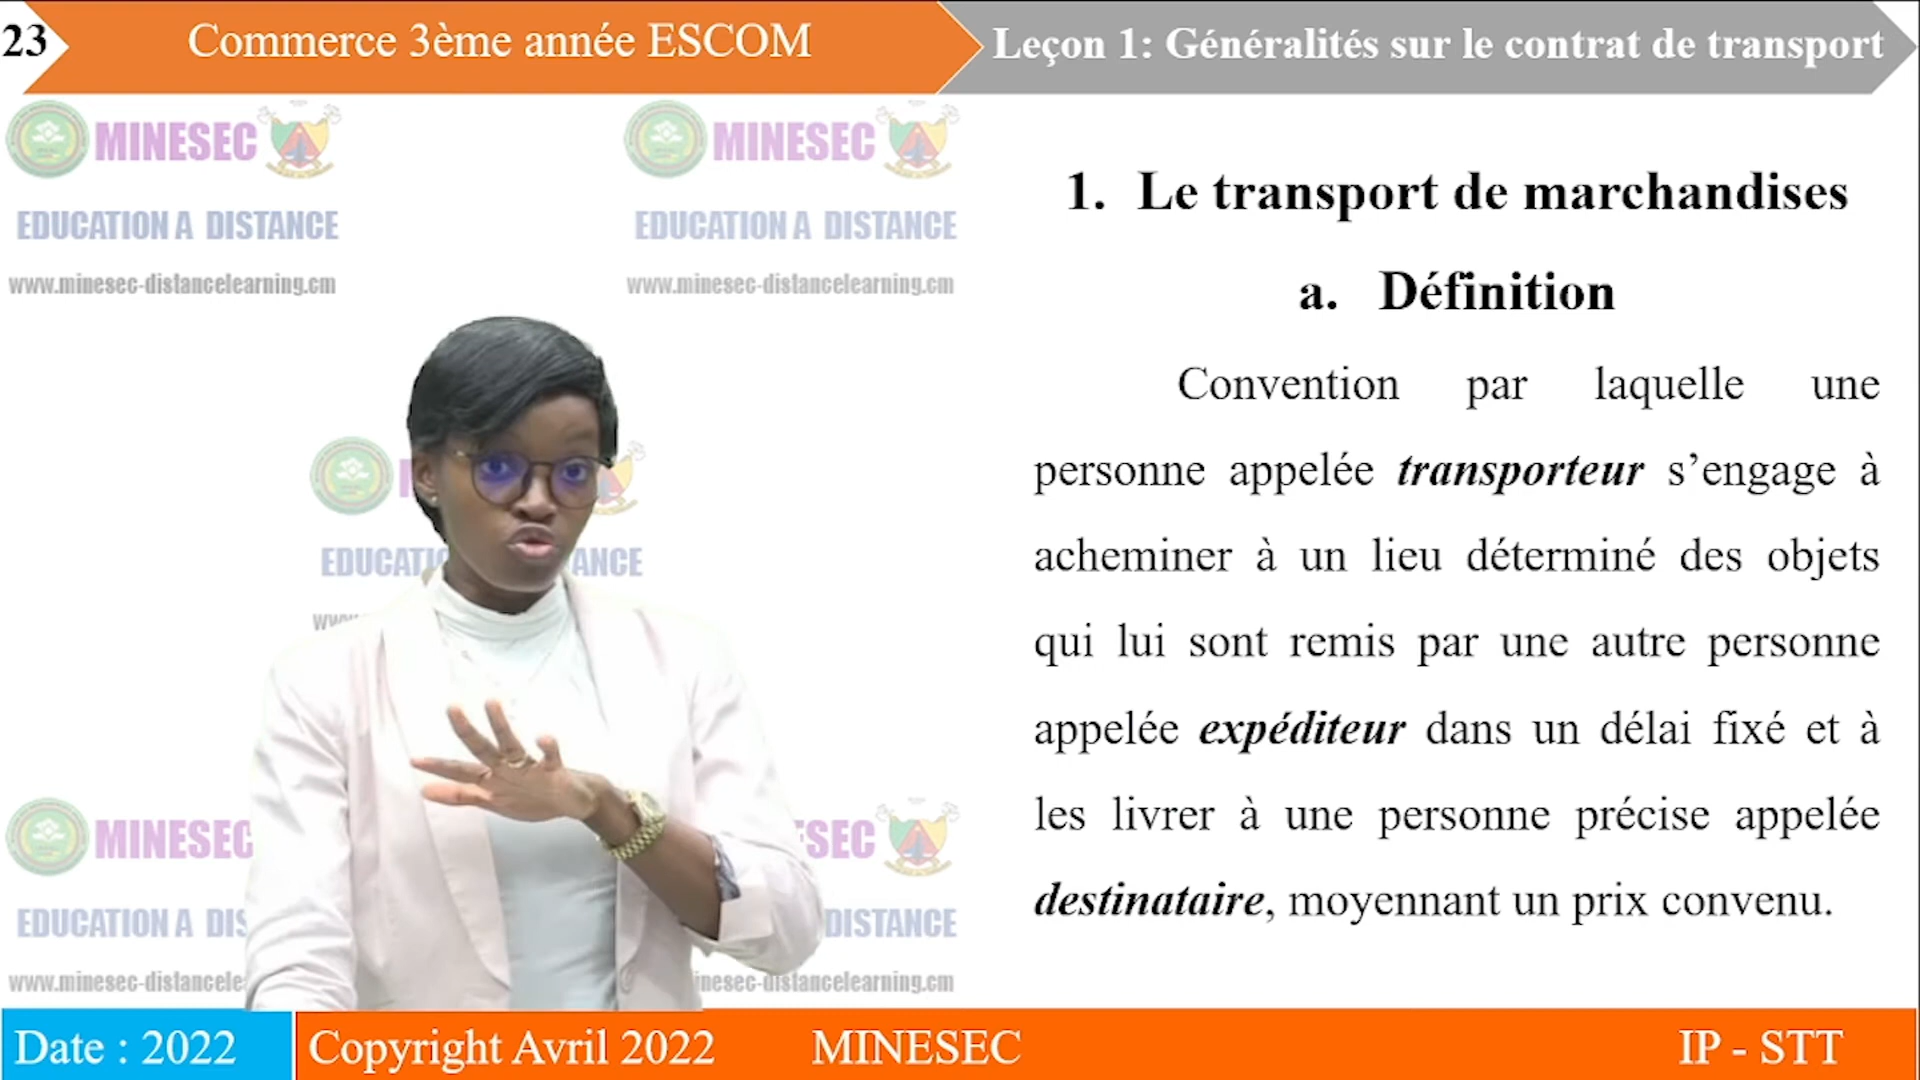 23
Commerce 3ème année ESCOM
Leçon 1: Généralités sur le contrat de transport
MINESEC
EDUCATION A DISTANCE
www.minesec-distancelearning.cm
MINESEC
EDUCATION A DISTANCE
www.minesec-distancelearning.cm
1. Le transport de marchandises
a. Définition
Convention par laquelle une
personne appelée transporteur s’engage à
acheminer à un lieu déterminé des objets
qui lui sont remis par une autre personne
appelée expéditeur dans un délai fixé et à
les livrer à une personne précise appelée
destinataire, moyennant un prix convenu.
MINESEC
EDUCATION A
DISTANCE
Date : 2022
Copyright Avril 2022
MINESEC
IP - STT